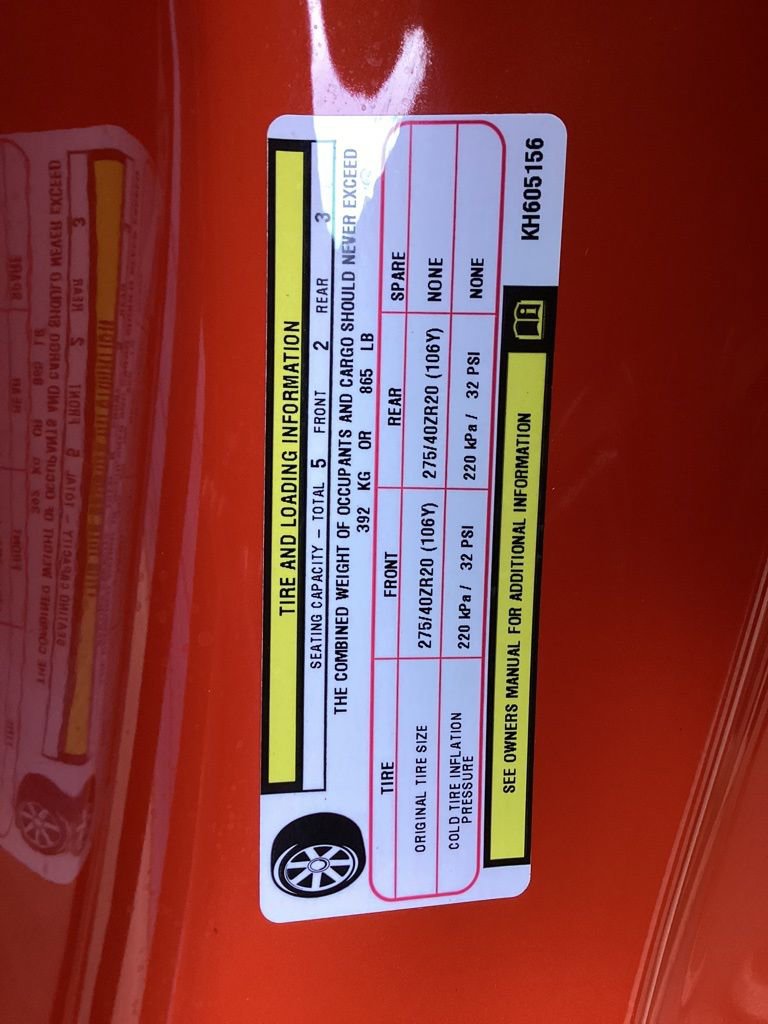 TIRE AND LOADING INFORMATION
SEATING CAPACITY – TOTAL 5 FRONT 2 REAR 3
THE COMBINED WEIGHT OF OCCUPANTS AND CARGO SHOULD NEVER EXCEED
392 KG OR 865 LB
TIRE FRONT REAR SPARE
ORIGINAL TIRE SIZE 275/40ZR20 (106Y) 275/40ZR20 (106Y) NONE
COLD TIRE INFLATION PRESSURE 220 kPa / 32 PSI 220 kPa / 32 PSI NONE
SEE OWNERS MANUAL FOR ADDITIONAL INFORMATION
KH605156